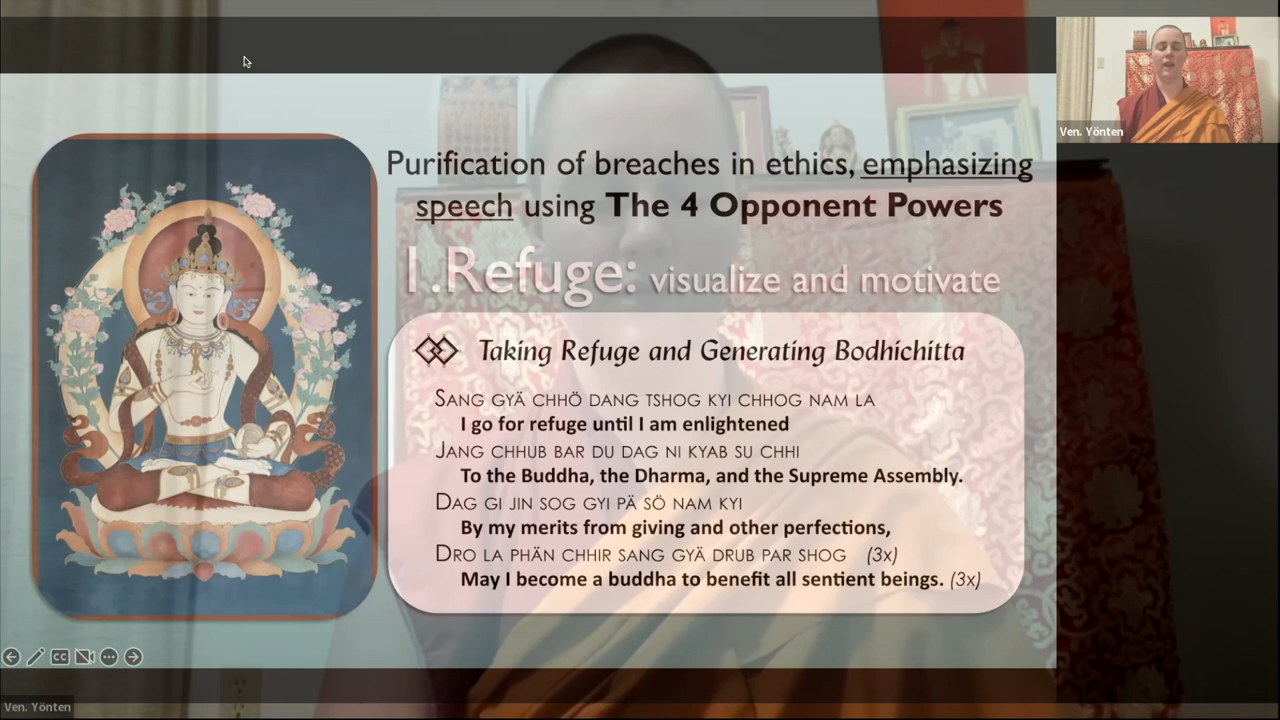 Ven. Yönten
Purification of breaches in ethics, emphasizing
speech using The 4 Opponent Powers
1.Refuge: visualize and motivate
Taking Refuge and Generating Bodhichitta
SANG GYÄ CHHÖ DANG TSHOG KYI CHHOG NAM LA
I go for refuge until I am enlightened
JANG CHHUB BAR DU DAG NI KYAB SU CHHI
To the Buddha, the Dharma, and the Supreme Assembly.
DAG GI JIN SOG GYI PÄ SÖ NAM KYI
By my merits from giving and other perfections,
DRO LA PHÄN CHHIR SANG GYÄ DRUB PAR SHOG (3x)
May I become a buddha to benefit all sentient beings. (3x)
CC
Ven. Yönten